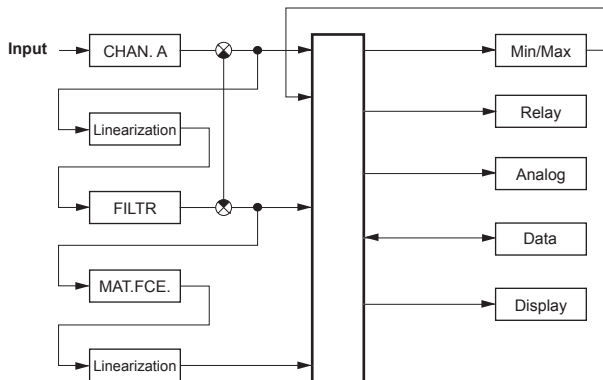 Input
CHAN. A
Min/Max
Relay
Linearization
Analog
FILTR
Data
MAT.FCE.
Display
Linearization